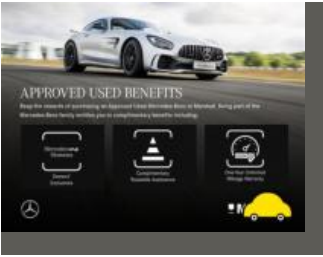 APPROVED USED BENEFITS
Reap the rewards of purchasing an Approved Used Mercedes-Benz at Marshall. Being part of the
Mercedes-Benz family entitles you to complimentary benefits including:
Complimentary
Roadside Assistance
One-Year Unlimited
Mileage Warranty